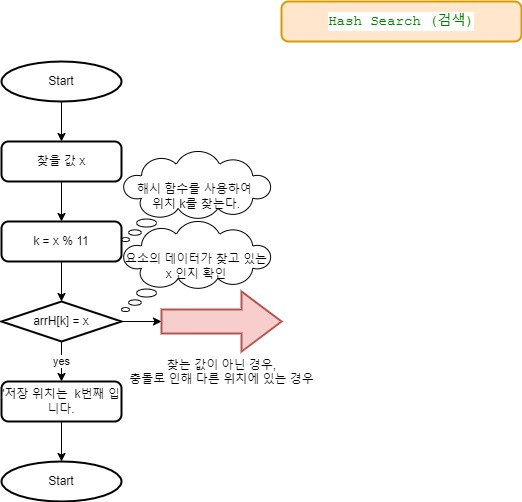 Hash Search (검색)
Start
찾을 값 x
해시 함수를 사용하여
위치 k를 찾는다.
k = x % 11
요소의 데이터가 찾고 있는
x 인지 확인
arrH[k] = x
yes
찾는 값이 아닌 경우,
충돌로 인해 다른 위치에 있는 경우
"저장 위치는 k번째 입
니다.
Start